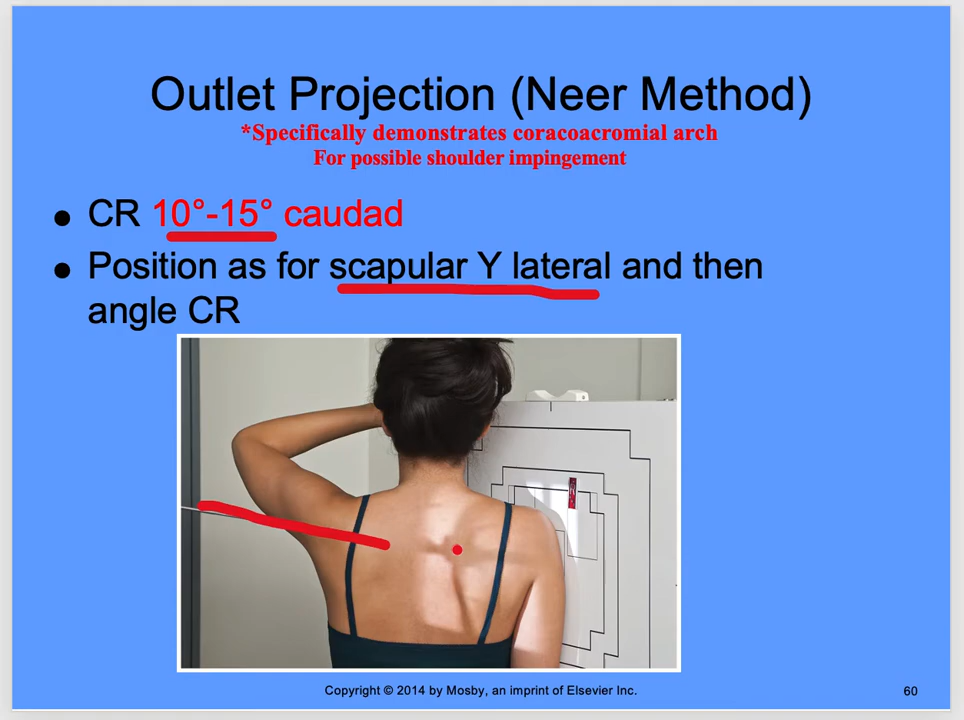 Outlet Projection (Neer Method)
*Specifically demonstrates coracoacromial arch
For possible shoulder impingement
● CR 10°-15° caudad
● Position as for scapular Y lateral and then
angle CR
Copyright © 2014 by Mosby, an imprint of Elsevier Inc.
60